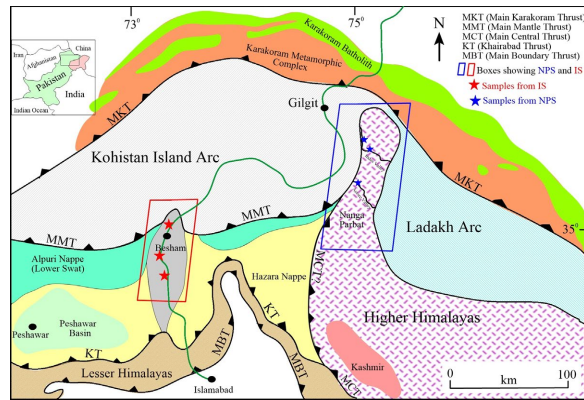 73°
75°
N
MKT (Main Karakoram Thrust)
MMT (Main Mantle Thrust)
MCT (Main Central Thrust)
KT (Khairabad Thrust)
MBT (Main Boundary Thrust)
Boxes showing NPS and IS
Samples from IS
Samples from NPS
China
Iran
Afghanistan
Pakistan
India
Indian Ocean
Karakoram Batholith
Karakoram Metamorphic
Complex
Gilgit
MKT
Kohistan Island Arc
MKT
Nanga
Parbat
Ladakh Arc
35°
MMT
MMT
Besham
Alpuri Nappe
(Lower Swat)
Hazara Nappe
MCT?
Higher Himalayas
Peshawar
Peshawar
Basin
KT
KT
MBT
MBT
Lesser Himalayas
Islamabad
Kashmir
MCT
0
100
km